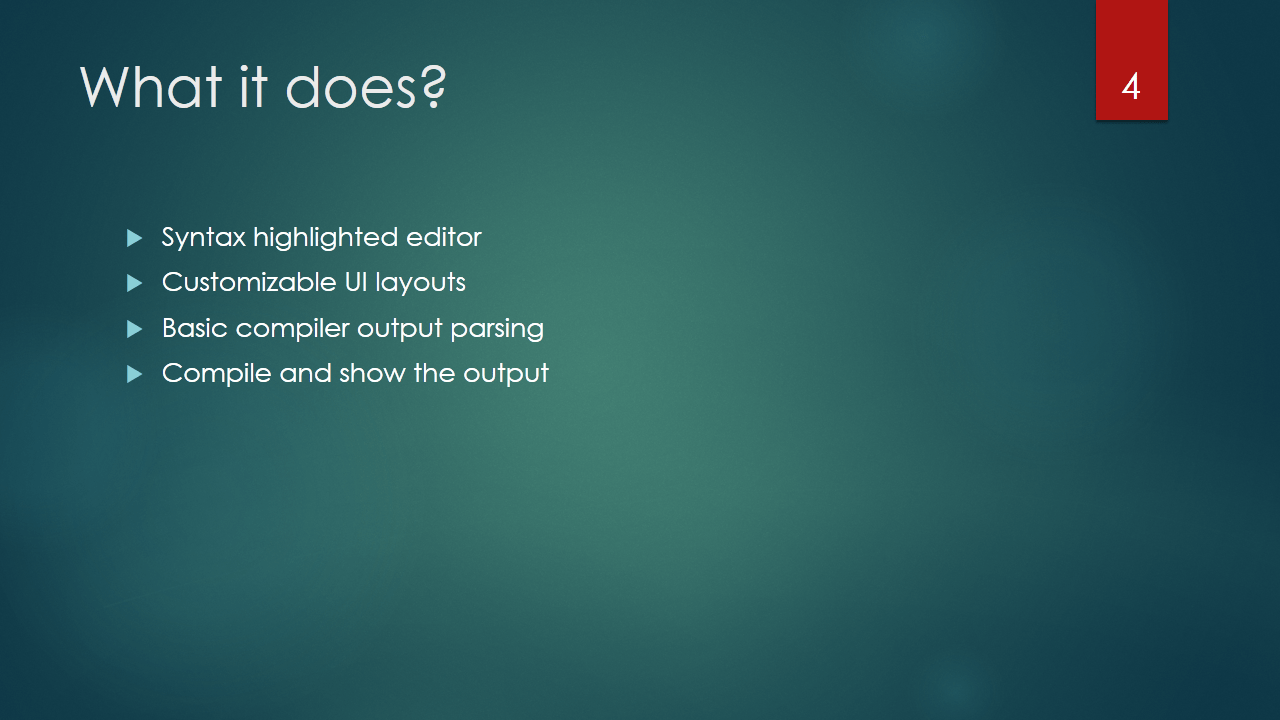 What it does?
4
Syntax highlighted editor
Customizable UI layouts
Basic compiler output parsing
Compile and show the output